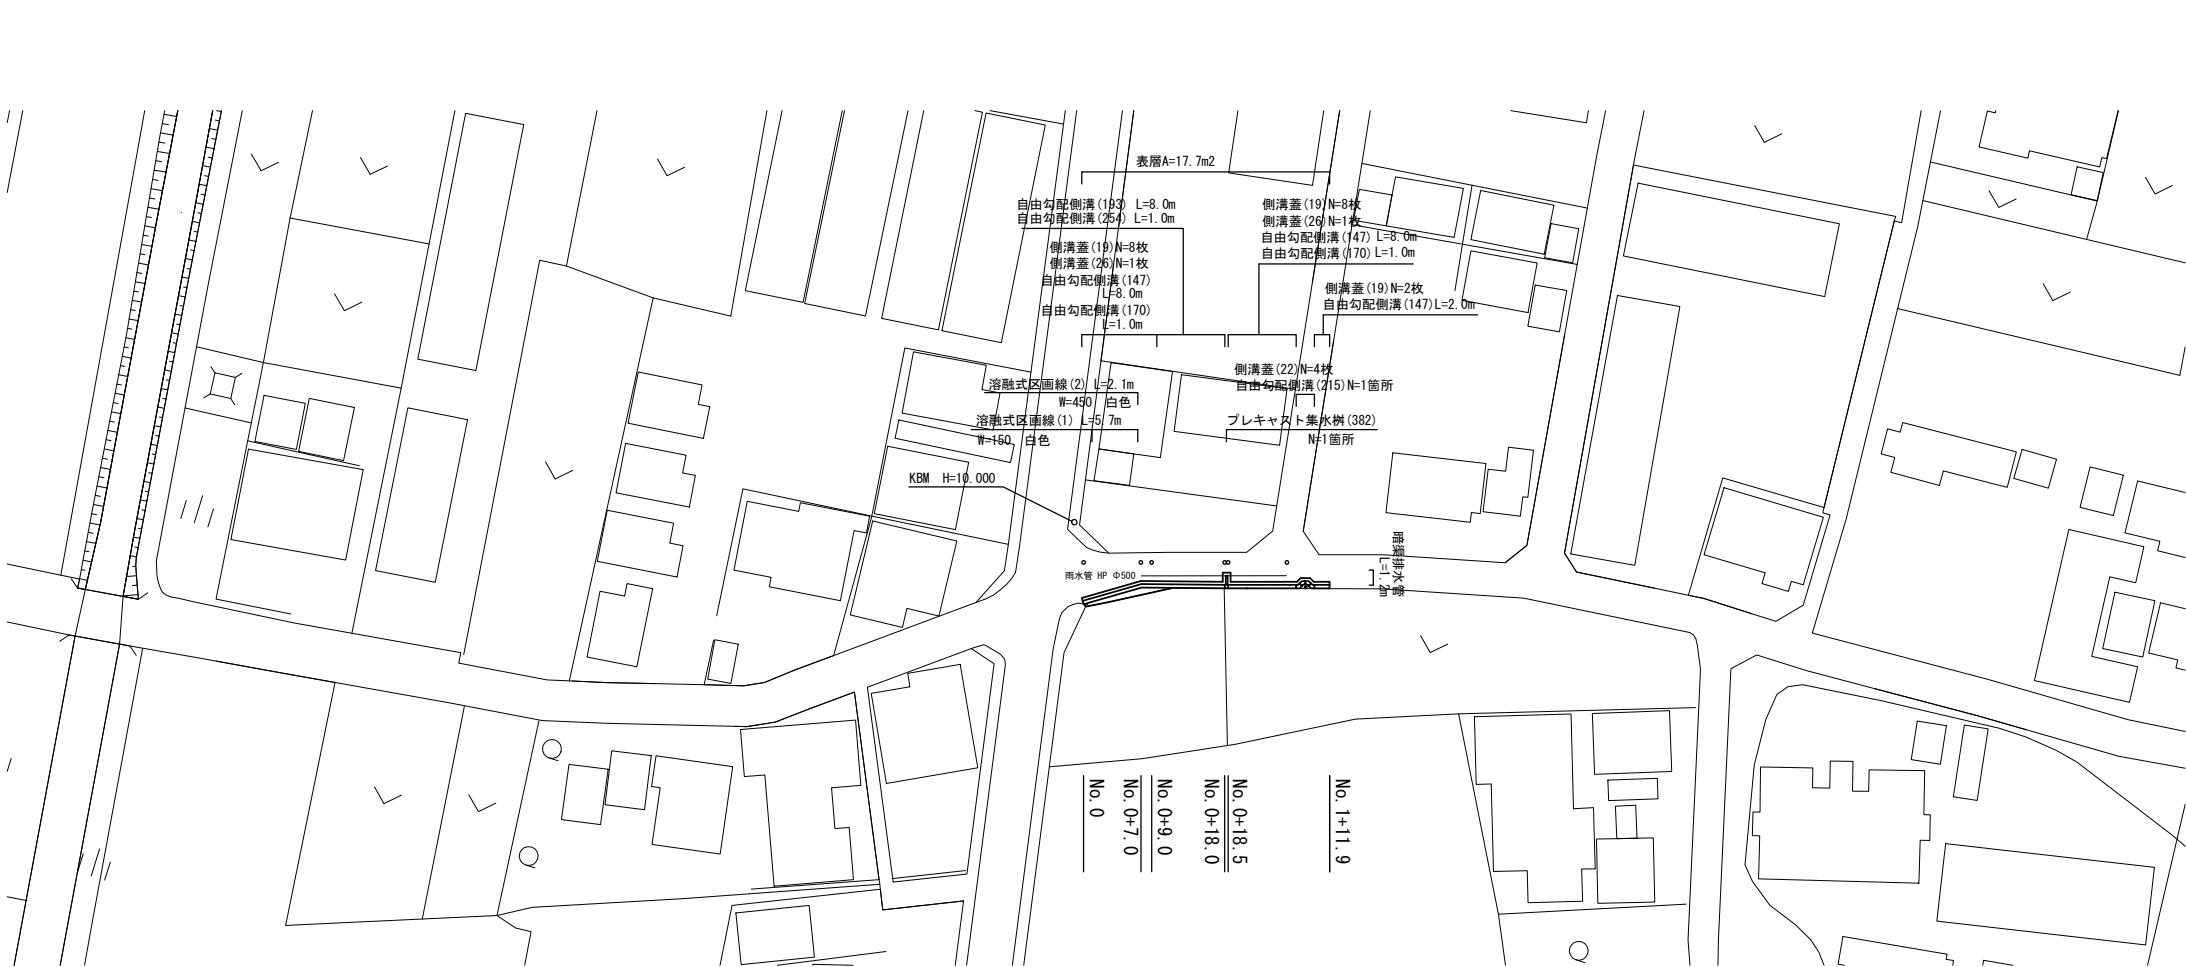 表層A=17.7m2
自由勾配側溝(193) L=8.0m
自由勾配側溝(254) L=1.0m
側溝蓋(19)N=8枚
側溝蓋(26)N=1枚
自由勾配側溝(147)
L=8.0m
自由勾配側溝(170)
L=1.0m
側溝蓋(19)N=8枚
側溝蓋(26)N=1枚
自由勾配側溝(147) L=8.0m
自由勾配側溝(170) L=1.0m
側溝蓋(19)N=2枚
自由勾配側溝(147)L=2.0m
側溝蓋(22)N=4枚
自由勾配側溝(215)N=1箇所
溶融式区画線(2) L=2.1m
W=450 白色
溶融式区画線(1) L=5.7m
W=150 白色
プレキャスト集水桝(382)
N=1箇所
KBM H=10.000
暗渠排水管
L=1.2m
雨水管 HP Φ500
No.0
No.0+7.0
No.0+9.0
No.0+18.0
No.0+18.5
No.1+11.9